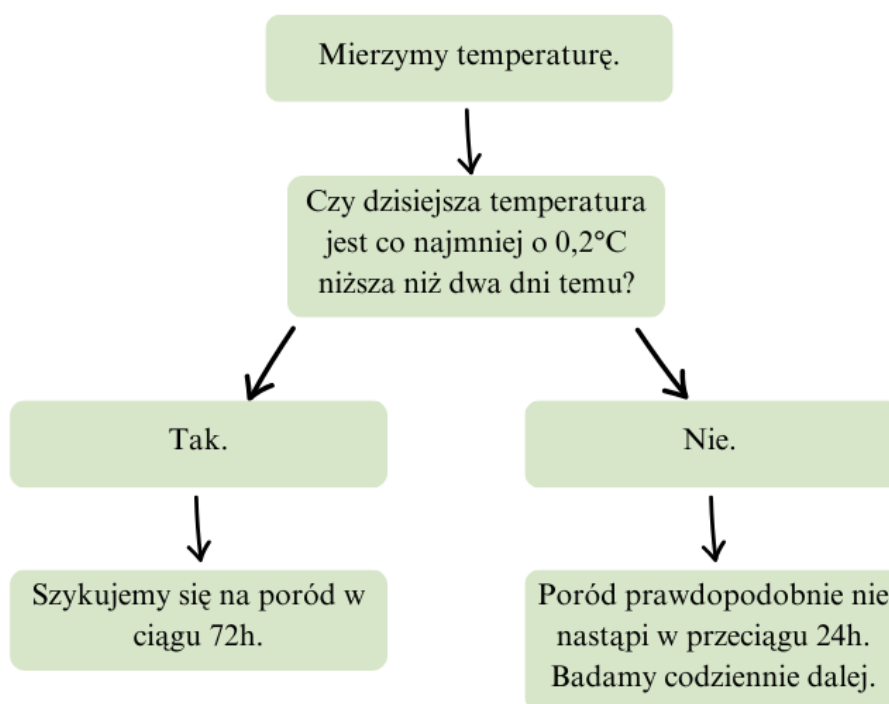 Mierzymy temperaturę.
Czy dzisiejsza temperatura
jest co najmniej o 0,2°C
niższa niż dwa dni temu?
Tak.
Nie.
Szykujemy się na poród w
ciągu 72h.
Poród prawdopodobnie nie
nastąpi w przeciągu 24h.
Badamy codziennie dalej.